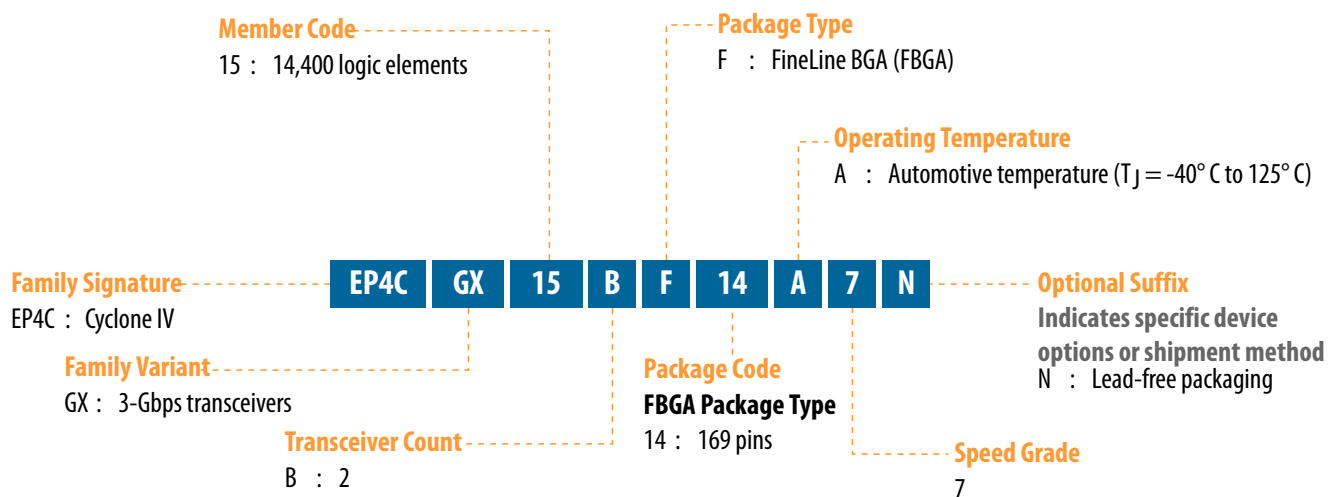 Member Code
15 : 14,400 logic elements
Package Type
F : FineLine BGA (FBGA)
Operating Temperature
A : Automotive temperature (TJ = -40° C to 125° C)
EP4C GX 15 B F 14 A 7 N
Family Signature
EP4C : Cyclone IV
Optional Suffix
Indicates specific device
options or shipment method
N : Lead-free packaging
Family Variant
GX : 3-Gbps transceivers
Package Code
FBGA Package Type
14 : 169 pins
Transceiver Count
B : 2
Speed Grade
7